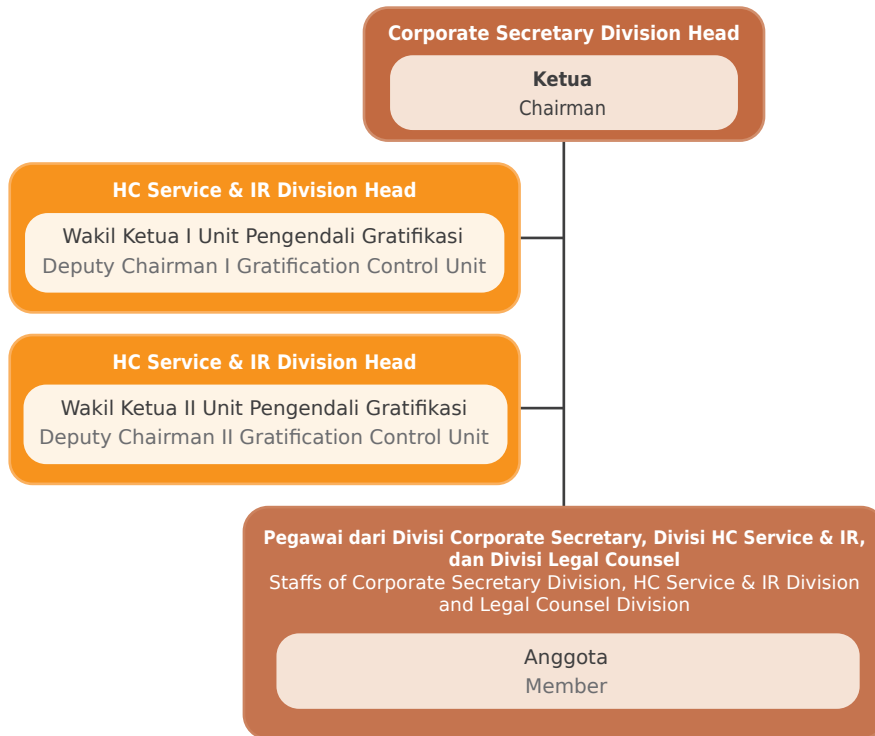 Corporate Secretary Division Head
Ketua
Chairman
HC Service & IR Division Head
Wakil Ketua I Unit Pengendali Gratifikasi
Deputy Chairman I Gratification Control Unit
HC Service & IR Division Head
Wakil Ketua II Unit Pengendali Gratifikasi
Deputy Chairman II Gratification Control Unit
Pegawai dari Divisi Corporate Secretary, Divisi HC Service & IR,
dan Divisi Legal Counsel
Staffs of Corporate Secretary Division, HC Service & IR Division
and Legal Counsel Division
Anggota
Member